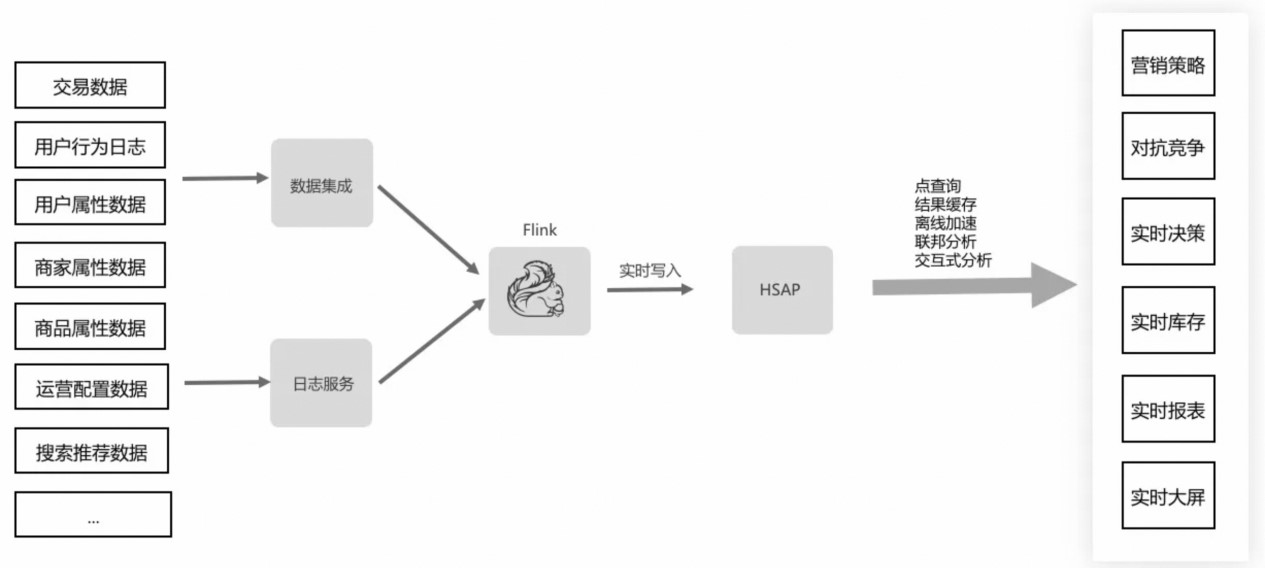 交易数据
用户行为日志
用户属性数据
商家属性数据
商品属性数据
运营配置数据
搜索推荐数据
...
数据集成
日志服务
Flink
实时写入
HSAP
点查询
结果缓存
离线加速
联邦分析
交互式分析
营销策略
对抗竞争
实时决策
实时库存
实时报表
实时大屏